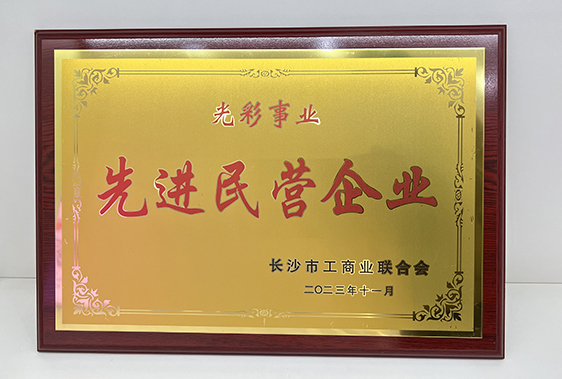 光彩事业
先进民营企业
长沙市工商业联合会
二〇二三年十一月